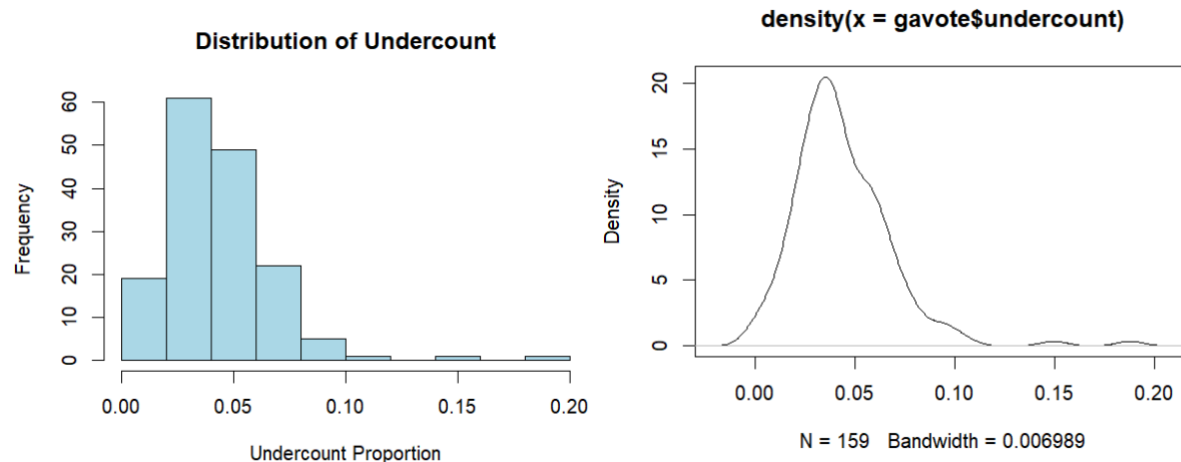 Distribution of Undercount
Frequency
0 10 20 30 40 50 60
0.00 0.05 0.10 0.15 0.20
Undercount Proportion
density(x = gavote$undercount)
Density
0 5 10 15 20
0.00 0.05 0.10 0.15 0.20
N = 159 Bandwidth = 0.006989